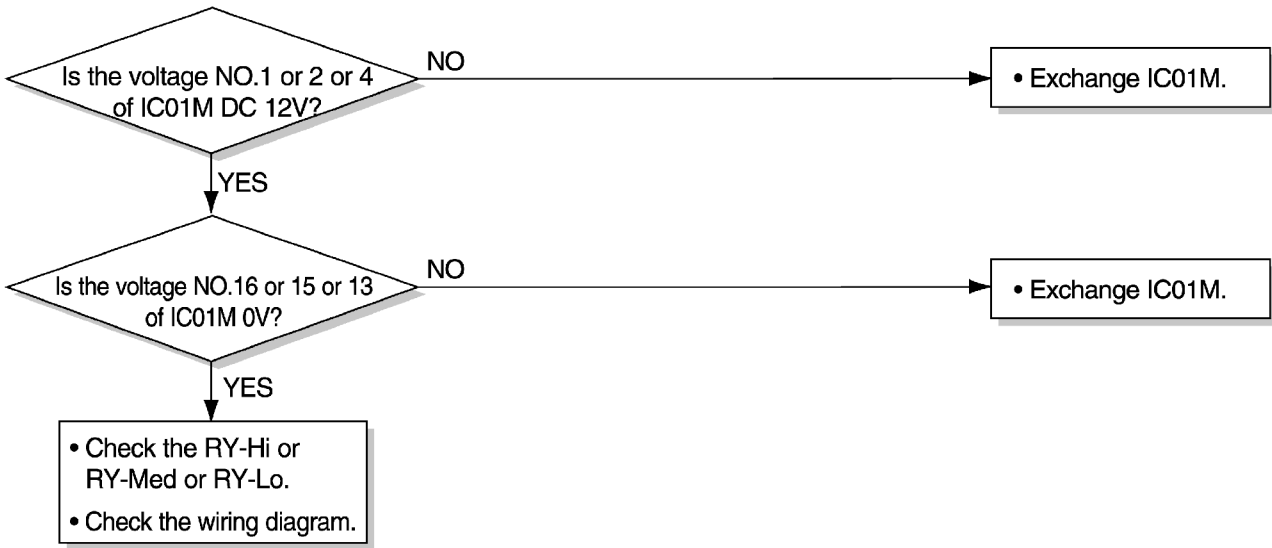 Is the voltage NO.1 or 2 or 4
of IC01M DC 12V?
NO
• Exchange IC01M.
YES
Is the voltage NO.16 or 15 or 13
of IC01M 0V?
NO
• Exchange IC01M.
YES
• Check the RY-Hi or
RY-Med or RY-Lo.
• Check the wiring diagram.